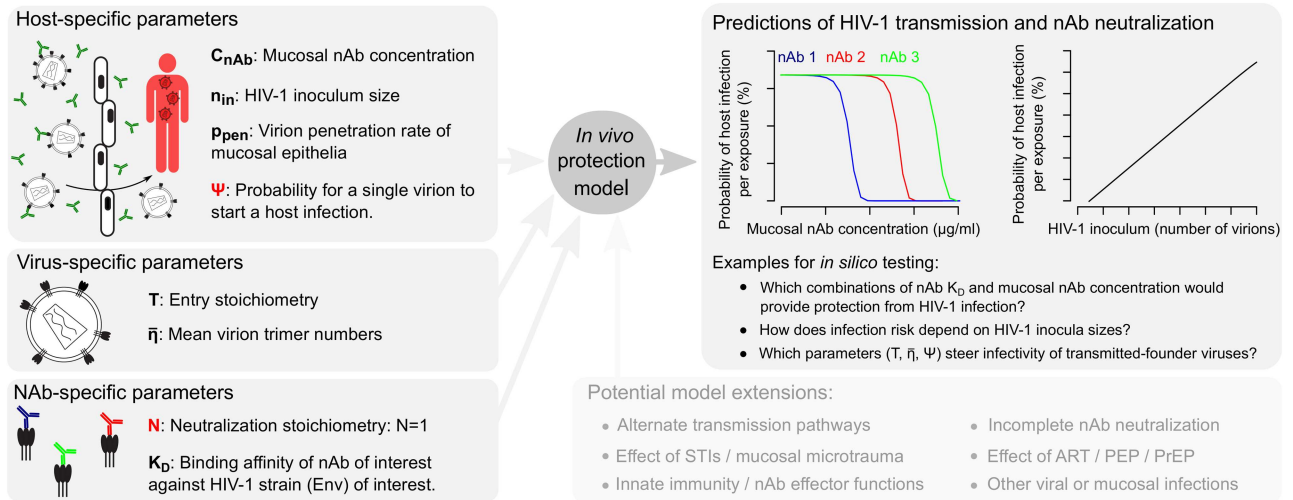 Host-specific parameters
C_nAb: Mucosal nAb concentration
n_in: HIV-1 inoculum size
p_pen: Virion penetration rate of
mucosal epithelia
Ψ: Probability for a single virion to
start a host infection.
Virus-specific parameters
T: Entry stoichiometry
η̄: Mean virion trimer numbers
NAb-specific parameters
N: Neutralization stoichiometry: N=1
K_D: Binding affinity of nAb of interest
against HIV-1 strain (Env) of interest.
In vivo
protection
model
Predictions of HIV-1 transmission and nAb neutralization
nAb 1 nAb 2 nAb 3
Probability of host infection
per exposure (%)
Mucosal nAb concentration (µg/ml)
Probability of host infection
per exposure (%)
HIV-1 inoculum (number of virions)
Examples for in silico testing:
● Which combinations of nAb K_D and mucosal nAb concentration would
provide protection from HIV-1 infection?
● How does infection risk depend on HIV-1 inocula sizes?
● Which parameters (T, η̄, Ψ) steer infectivity of transmitted-founder viruses?
Potential model extensions:
● Alternate transmission pathways
● Effect of STIs / mucosal microtrauma
● Innate immunity / nAb effector functions
● Incomplete nAb neutralization
● Effect of ART / PEP / PrEP
● Other viral or mucosal infections